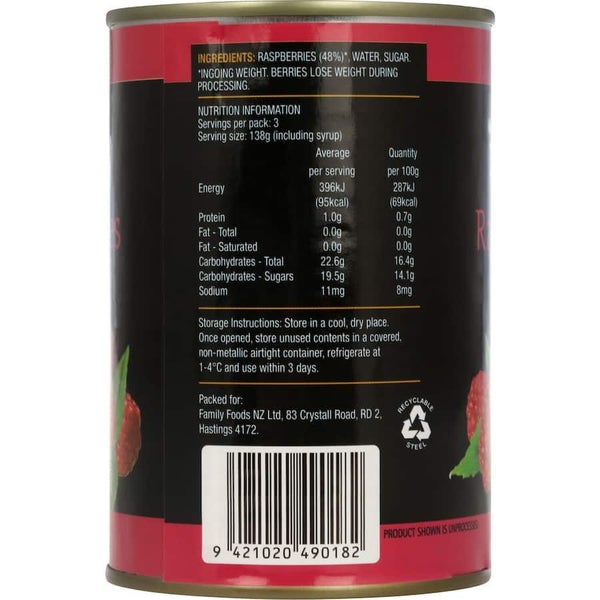 INGREDIENTS: RASPBERRIES (48%)*, WATER, SUGAR.
*INGOING WEIGHT. BERRIES LOSE WEIGHT DURING
PROCESSING.
NUTRITION INFORMATION
Servings per pack: 3
Serving size: 138g (including syrup)
Average Quantity
per serving per 100g
Energy 396kJ 287kJ
(95kcal) (69kcal)
Protein 1.0g 0.7g
Fat - Total 0.0g 0.0g
Fat - Saturated 0.0g 0.0g
Carbohydrates - Total 22.6g 16.4g
Carbohydrates - Sugars 19.5g 14.1g
Sodium 11mg 8mg
Storage Instructions: Store in a cool, dry place.
Once opened, store unused contents in a covered,
non-metallic airtight container, refrigerate at
1-4°C and use within 3 days.
Packed for:
Family Foods NZ Ltd, 83 Crystall Road, RD 2,
Hastings 4172.
RECYCLABLE
STEEL
9 421020 490182
PRODUCT SHOWN IS UNPROCESSED